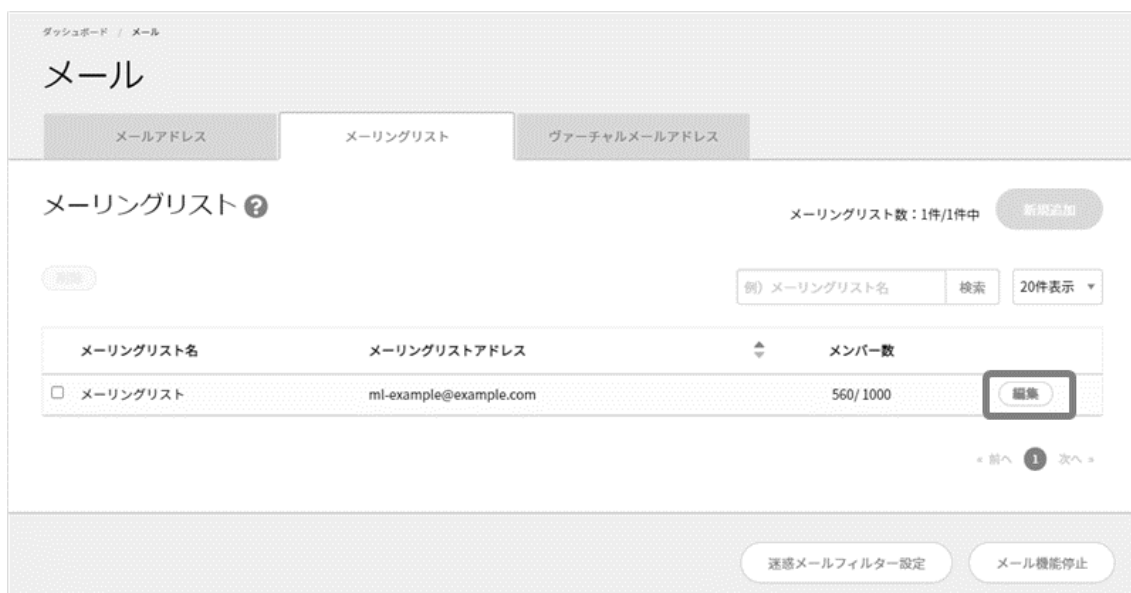 ダッシュボード / メール
メール
メールアドレス メーリングリスト ヴァーチャルメールアドレス
メーリングリスト ?
メーリングリスト数：1件/1件中 新規追加
削除 例）メーリングリスト名 検索 20件表示
メーリングリスト名 メーリングリストアドレス メンバー数
メーリングリスト ml-example@example.com 560/ 1000 編集
« 前へ 1 次へ »
迷惑メールフィルター設定 メール機能停止